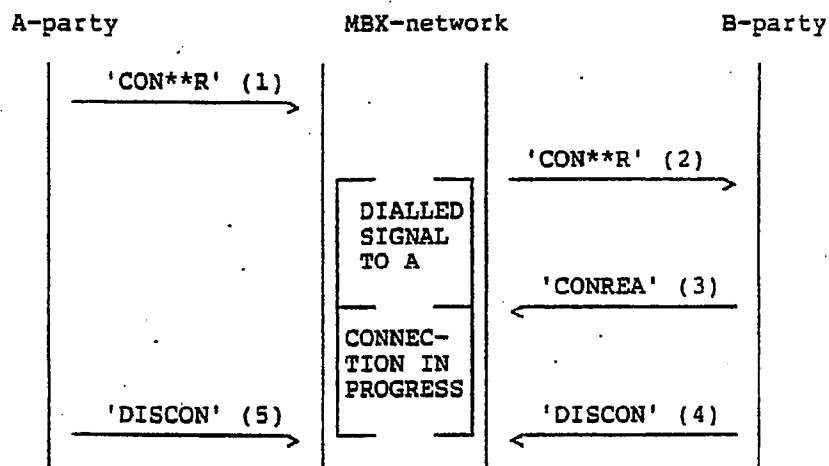 A-party MBX-network B-party
'CON**R' (1)
'CON**R' (2)
DIALLED
SIGNAL
TO A
'CONREA' (3)
CONNEC-
TION IN
PROGRESS
'DISCON' (5) 'DISCON' (4)